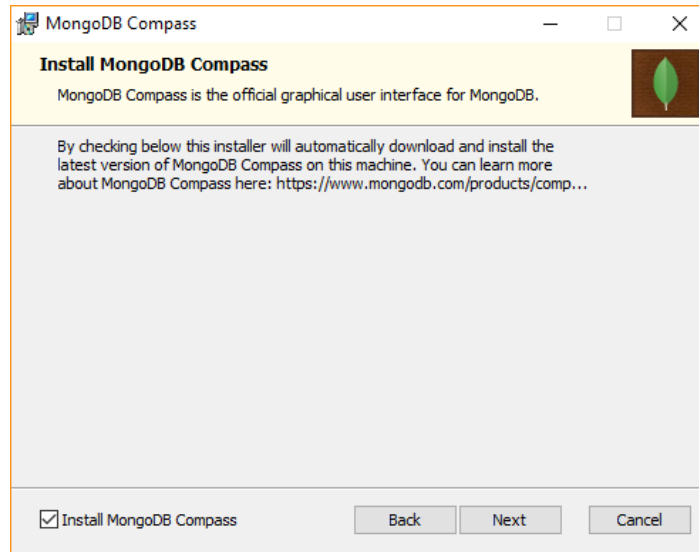 MongoDB Compass
Install MongoDB Compass
MongoDB Compass is the official graphical user interface for MongoDB.
By checking below this installer will automatically download and install the
latest version of MongoDB Compass on this machine. You can learn more
about MongoDB Compass here: https://www.mongodb.com/products/comp...
Install MongoDB Compass
Back
Next
Cancel